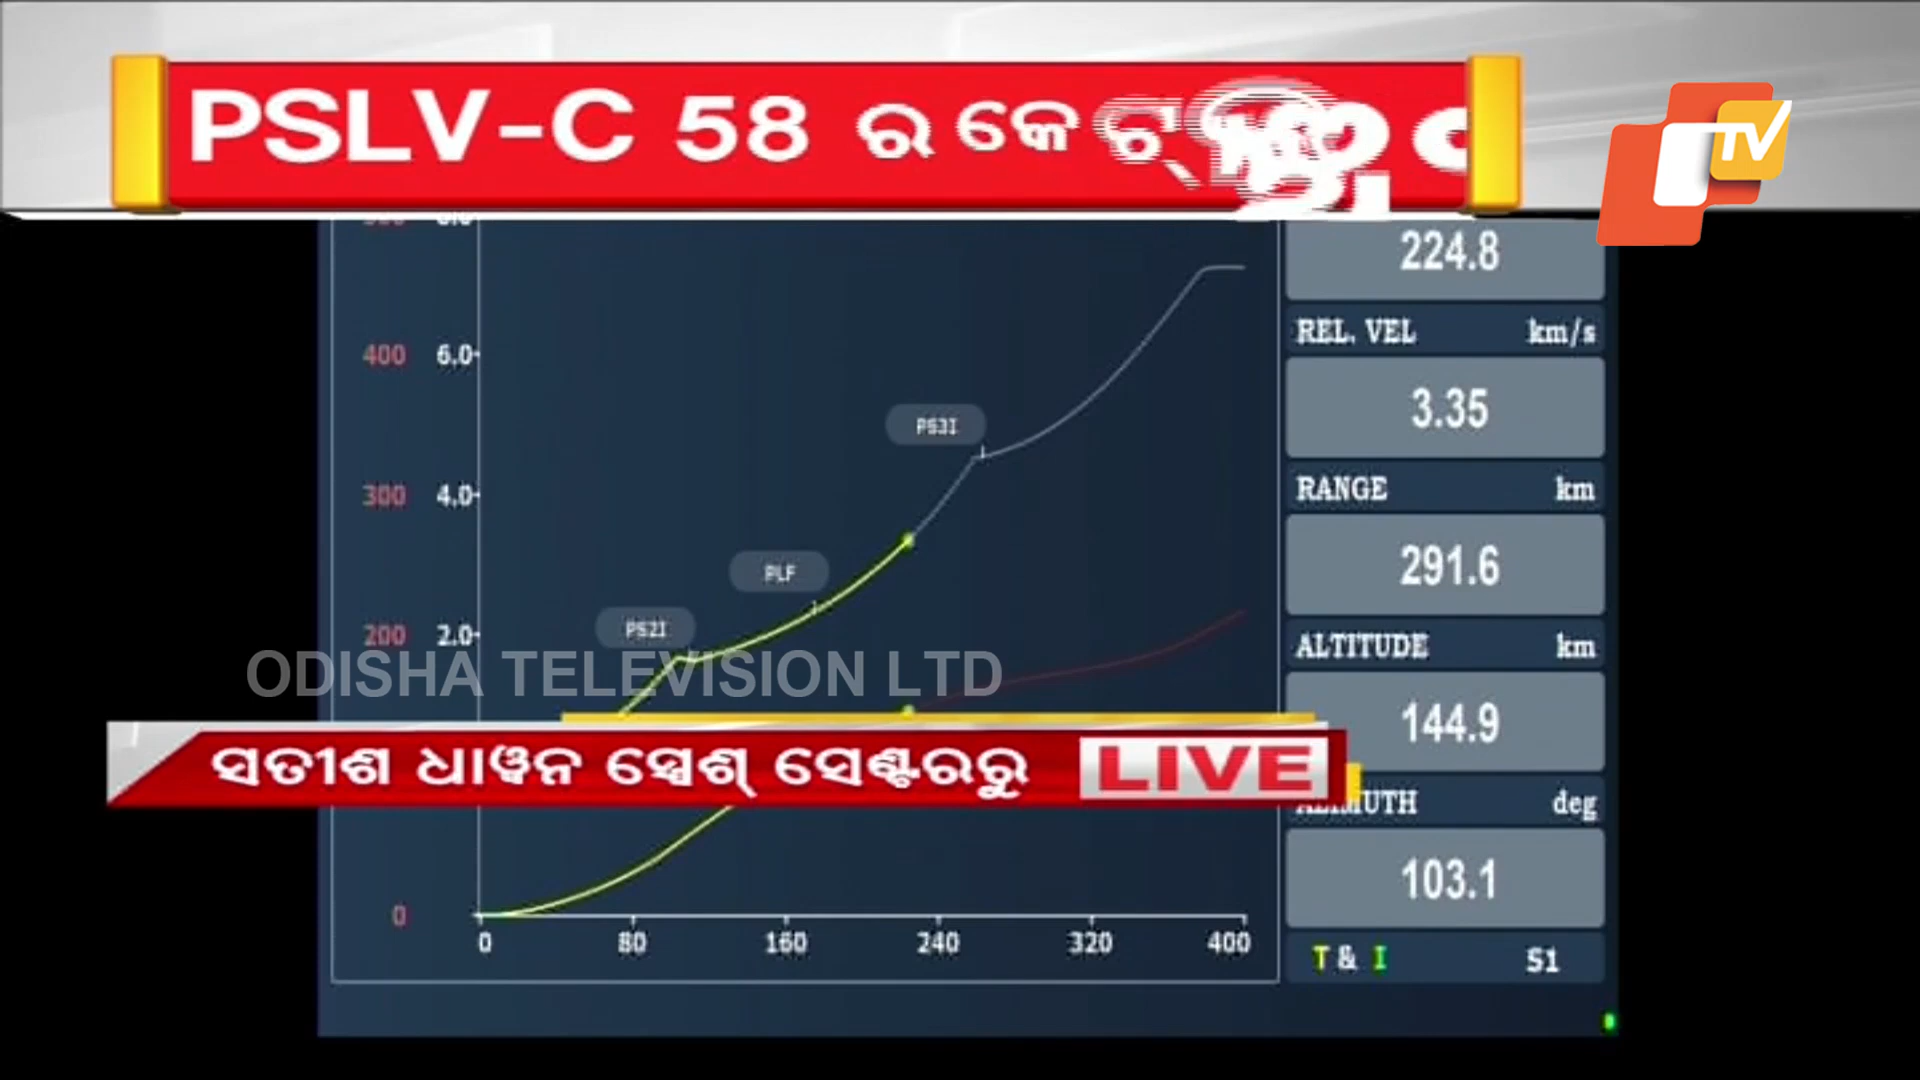 PSLV-C 58 ର କେ
TV
224.8
400 6.0
REL. VEL km/s
3.35
PS3I
300 4.0
RANGE km
291.6
PLF
PS2I
200 2.0
ALTITUDE km
144.9
ODISHA TELEVISION LTD
ସତୀଶ ଧାୱନ ସ୍ପେଶ୍ ସେଣ୍ଟରରୁ LIVE
deg
103.1
0
0 80 160 240 320 400
T & I S1